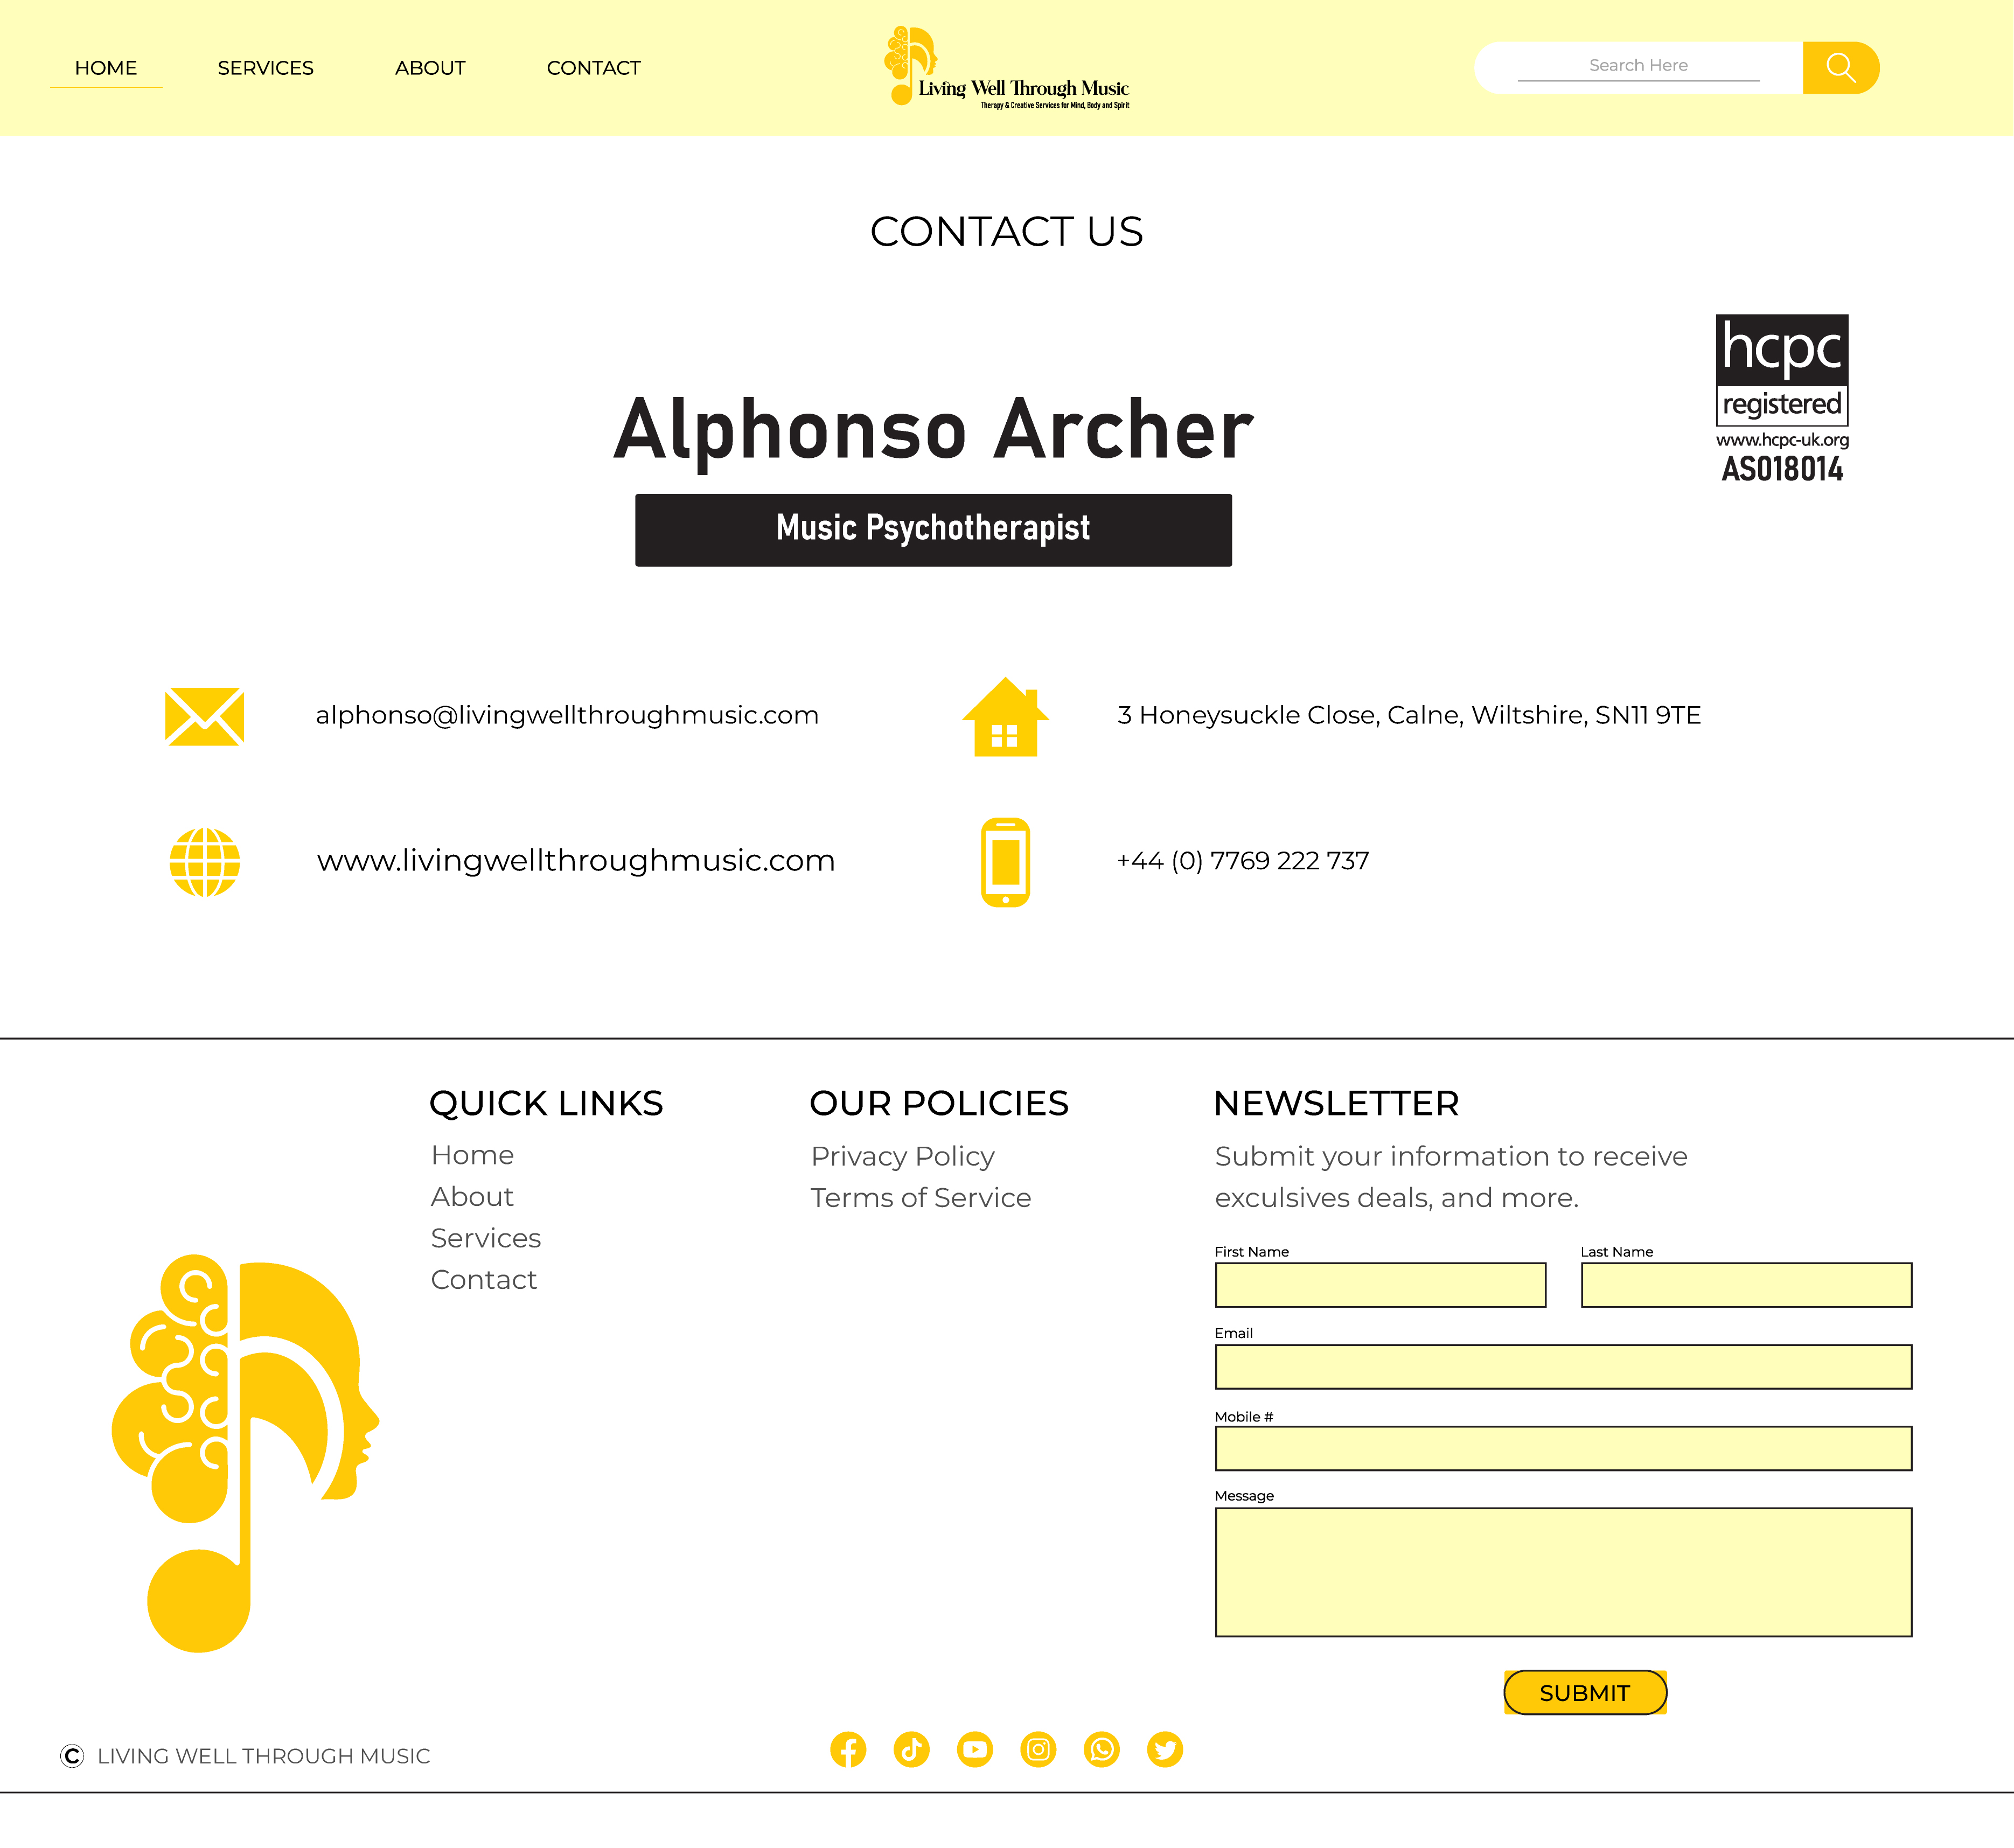 HOME SERVICES ABOUT CONTACT
Living Well Through Music
Therapy & Creative Services for Mind, Body and Spirit
Search Here
CONTACT US
hcpc
registered
www.hcpc-uk.org
AS018014
Alphonso Archer
Music Psychotherapist
alphonso@livingwellthroughmusic.com
3 Honeysuckle Close, Calne, Wiltshire, SN11 9TE
www.livingwellthroughmusic.com
+44 (0) 7769 222 737
QUICK LINKS
Home
About
Services
Contact
OUR POLICIES
Privacy Policy
Terms of Service
NEWSLETTER
Submit your information to receive
exculsives deals, and more.
First Name
Last Name
Email
Mobile #
Message
SUBMIT
© LIVING WELL THROUGH MUSIC